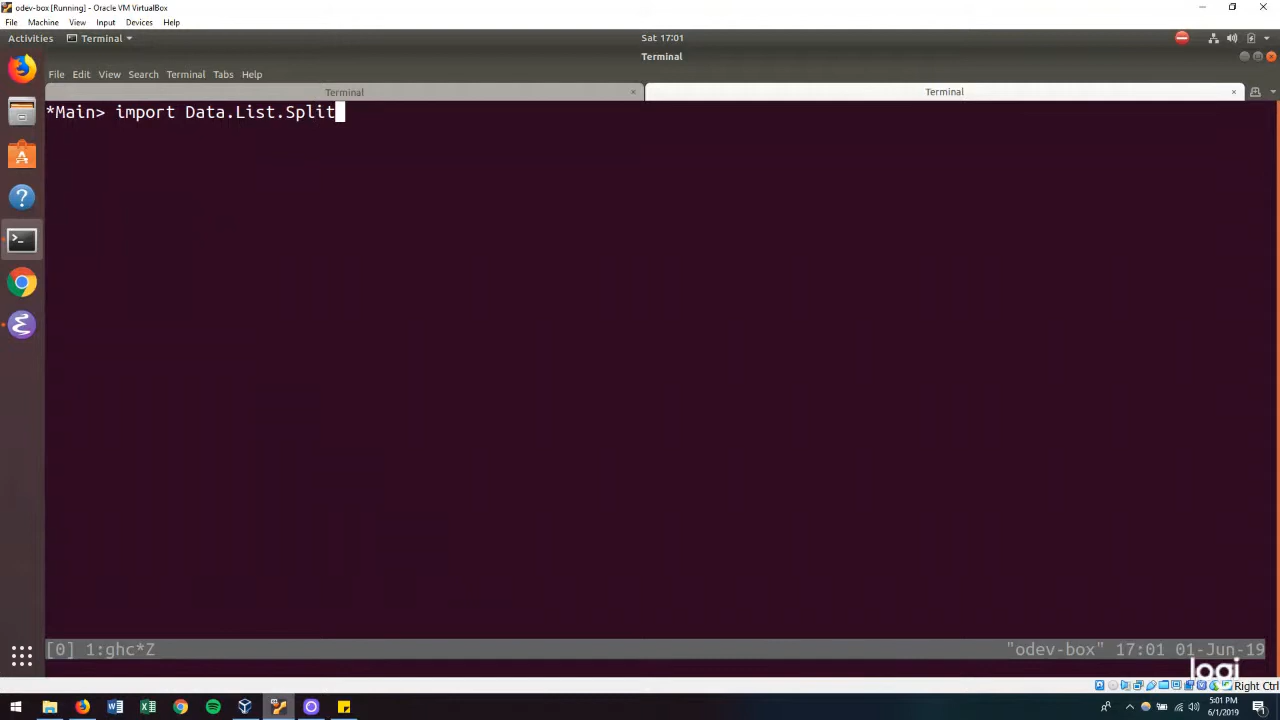 odev-box [Running] - Oracle VM VirtualBox
File Machine View Input Devices Help
Activities Terminal Sat 17:01
Terminal
File Edit View Search Terminal Tabs Help
Terminal × Terminal ×
*Main> import Data.List.Split
[0] 1:ghc*Z "odev-box" 17:01 01-Jun-19
logi
Right Ctrl
5:01 PM
6/1/2019